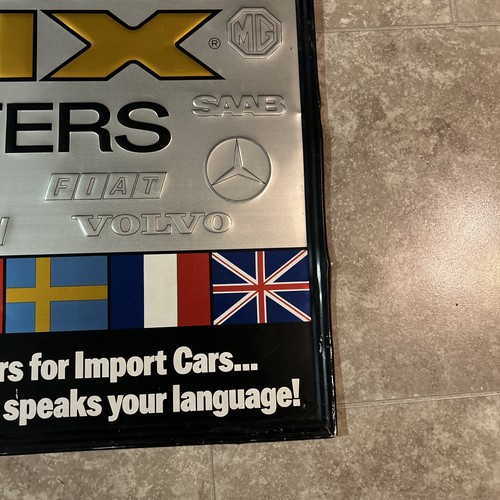 IX ® MG
SAAB
TERS
FIAT
VOLVO
rs for Import Cars...
speaks your language!